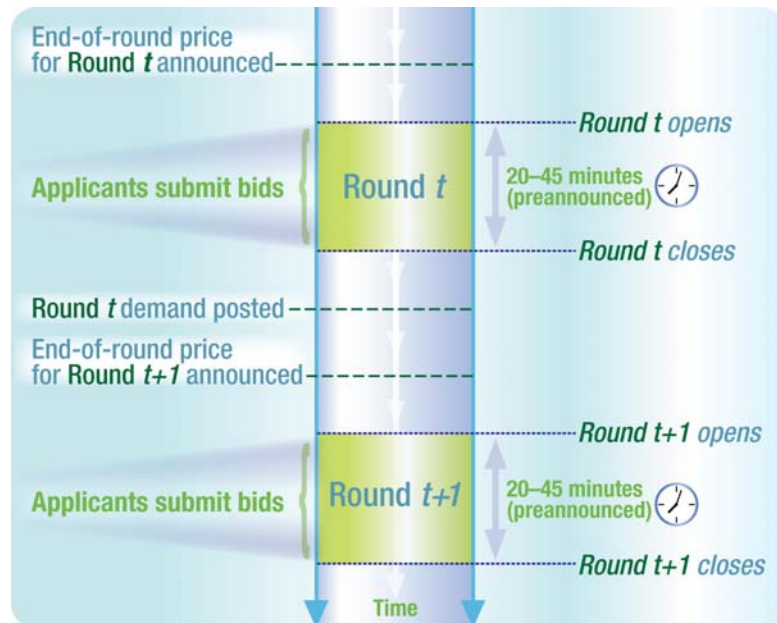 End-of-round price
for Round t announced
Round t opens
Applicants submit bids
Round t
20–45 minutes
(preannounced)
Round t closes
Round t demand posted
End-of-round price
for Round t+1 announced
Round t+1 opens
Applicants submit bids
Round t+1
20–45 minutes
(preannounced)
Round t+1 closes
Time